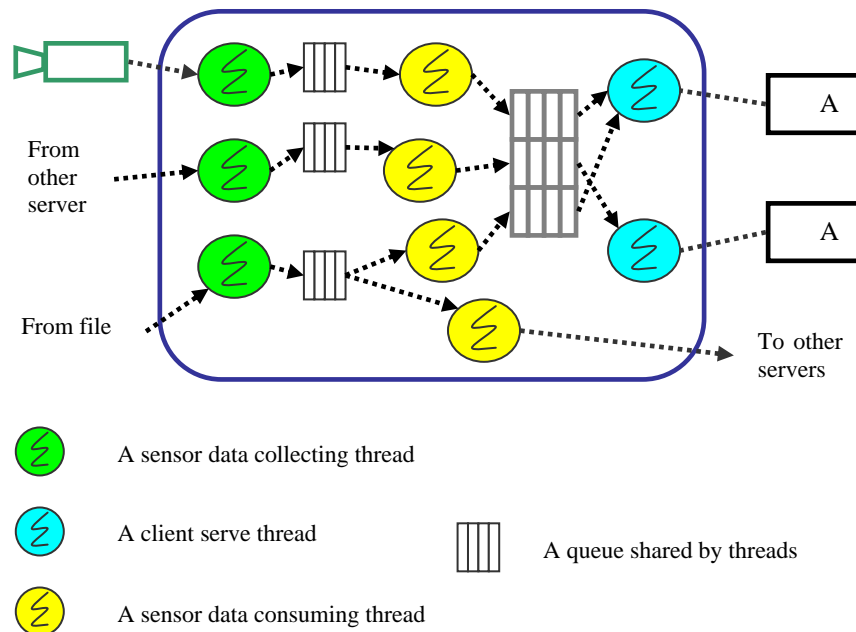 A
From
other
server
A
From file
To other
servers
A sensor data collecting thread
A client serve thread
A queue shared by threads
A sensor data consuming thread